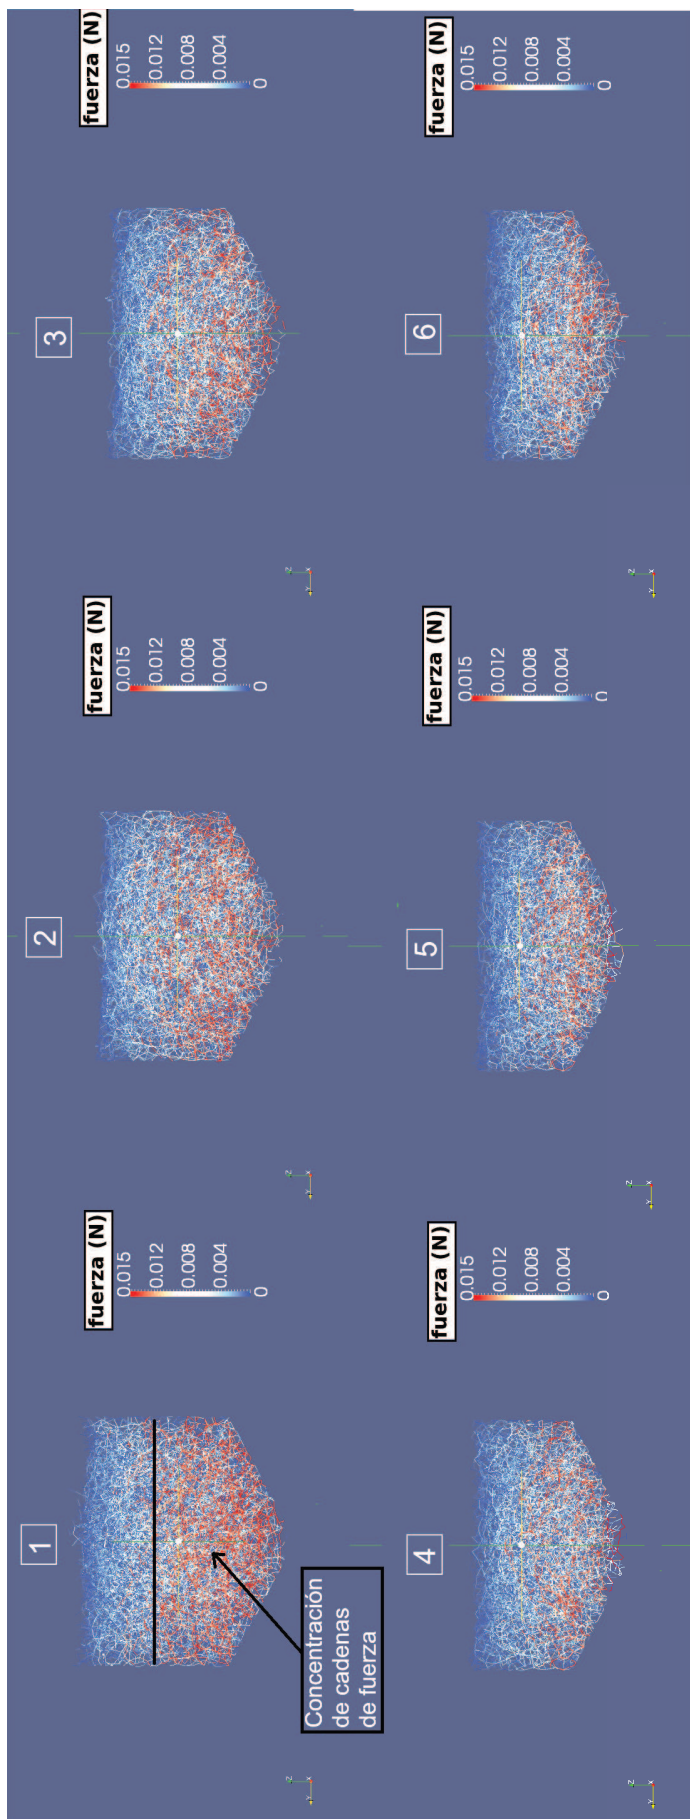 1
fuerza (N)
0.015
0.012
0.008
0.004
0
Concentración
de cadenas
de fuerza
Z
Y
X
2
fuerza (N)
0.015
0.012
0.008
0.004
0
Z
Y
X
3
fuerza (N)
0.015
0.012
0.008
0.004
0
Z
Y
X
4
fuerza (N)
0.015
0.012
0.008
0.004
0
Z
Y
X
5
fuerza (N)
0.015
0.012
0.008
0.004
0
Z
Y
X
6
fuerza (N)
0.015
0.012
0.008
0.004
0
Z
Y
X